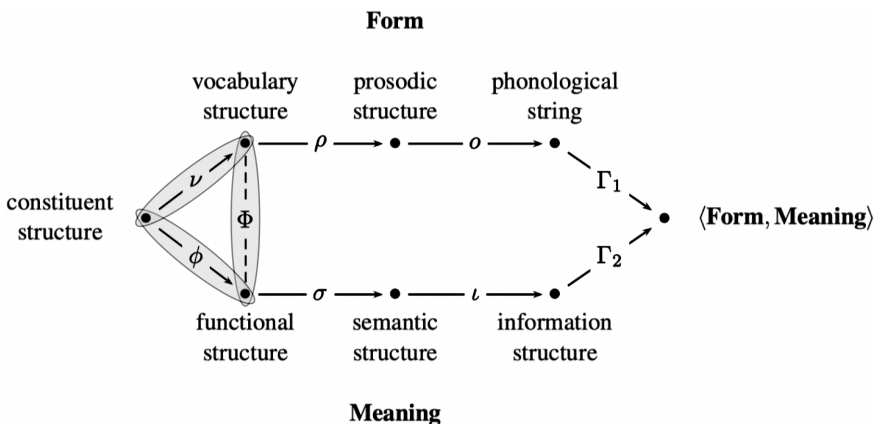 Form
vocabulary
structure
prosodic
structure
phonological
string
ρ
o
ν
Γ₁
constituent
structure
Φ
⟨Form, Meaning⟩
ϕ
Γ₂
σ
ι
functional
structure
semantic
structure
information
structure
Meaning